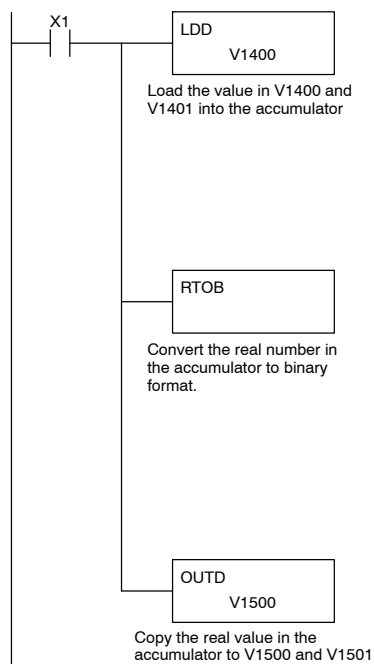 X1
LDD
V1400
Load the value in V1400 and
V1401 into the accumulator
RTOB
Convert the real number in
the accumulator to binary
format.
OUTD
V1500
Copy the real value in the
accumulator to V1500 and V1501